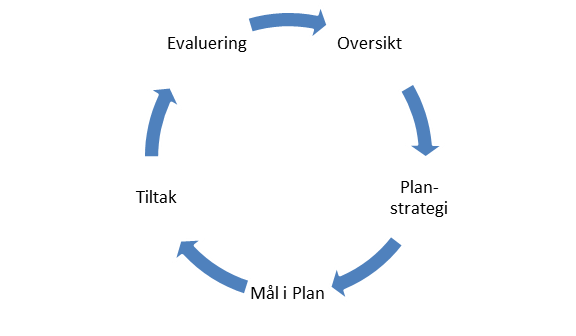 Evaluering
Oversikt
Plan-
strategi
Mål i Plan
Tiltak